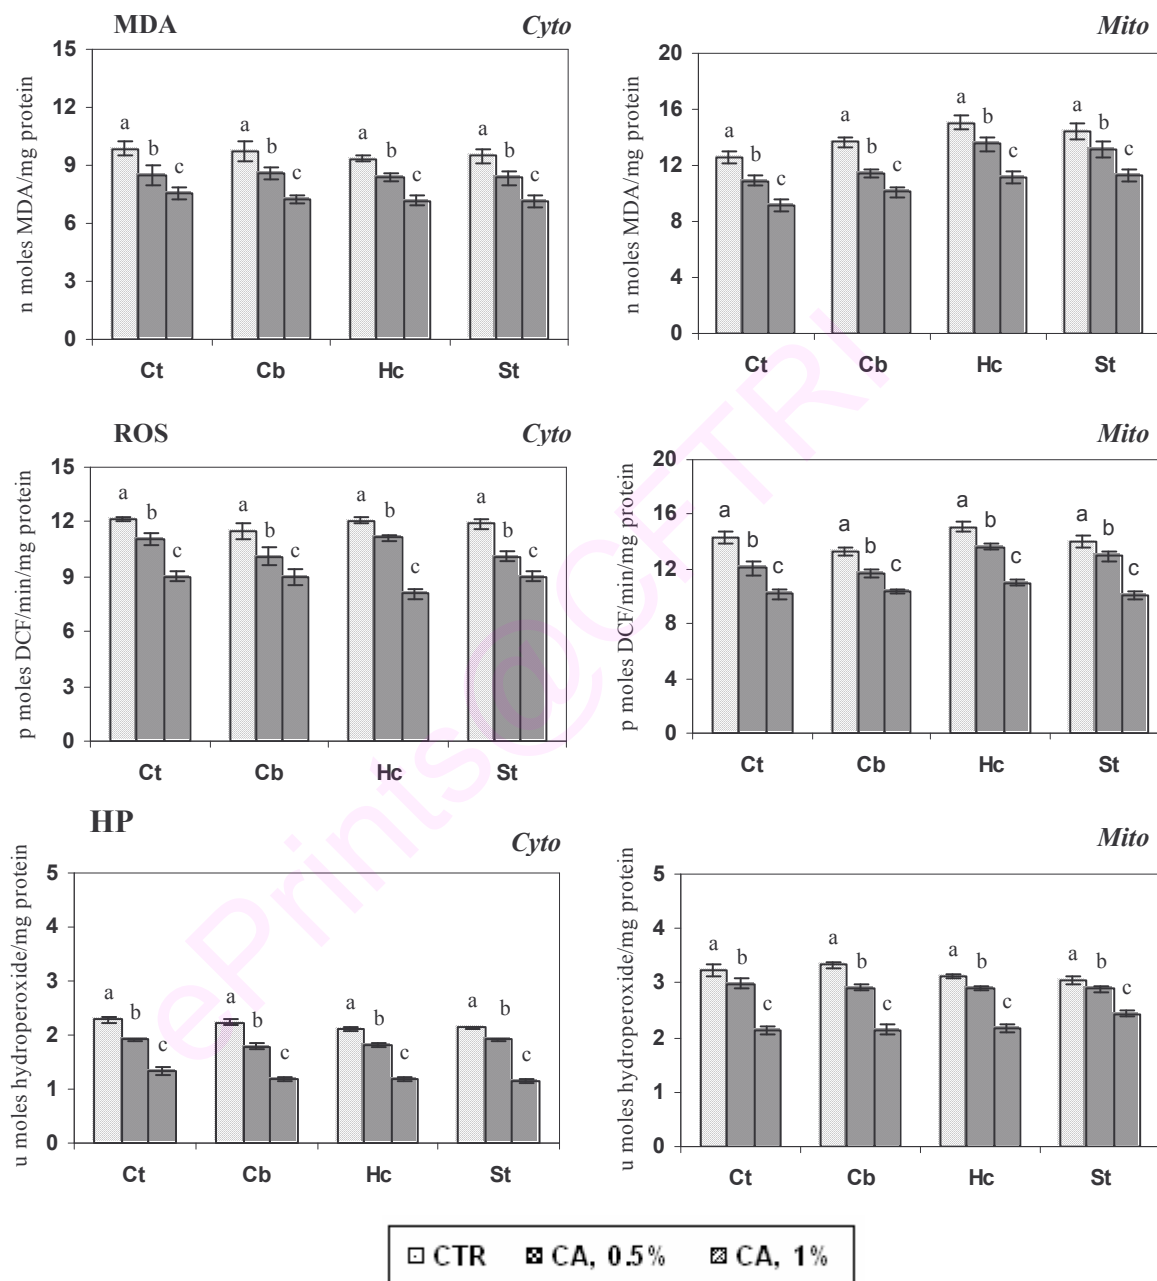 MDA Cyto
n moles MDA/mg protein
15
12
9
6
3
0
a b c a b c a b c a b c
Ct Cb Hc St
Mito
n moles MDA/mg protein
20
16
12
8
4
0
a b c a b c a b c a b c
Ct Cb Hc St
ROS Cyto
p moles DCF/min/mg protein
15
12
9
6
3
0
a b c a b c a b c a b c
Ct Cb Hc St
Mito
p moles DCF/min/mg protein
20
16
12
8
4
0
a b c a b c a b c a b c
Ct Cb Hc St
HP Cyto
u moles hydroperoxide/mg protein
5
4
3
2
1
0
a b c a b c a b c a b c
Ct Cb Hc St
Mito
u moles hydroperoxide/mg protein
5
4
3
2
1
0
a b c a b c a b c a b c
Ct Cb Hc St
CTR CA, 0.5% CA, 1%
ePrints@CFTRI